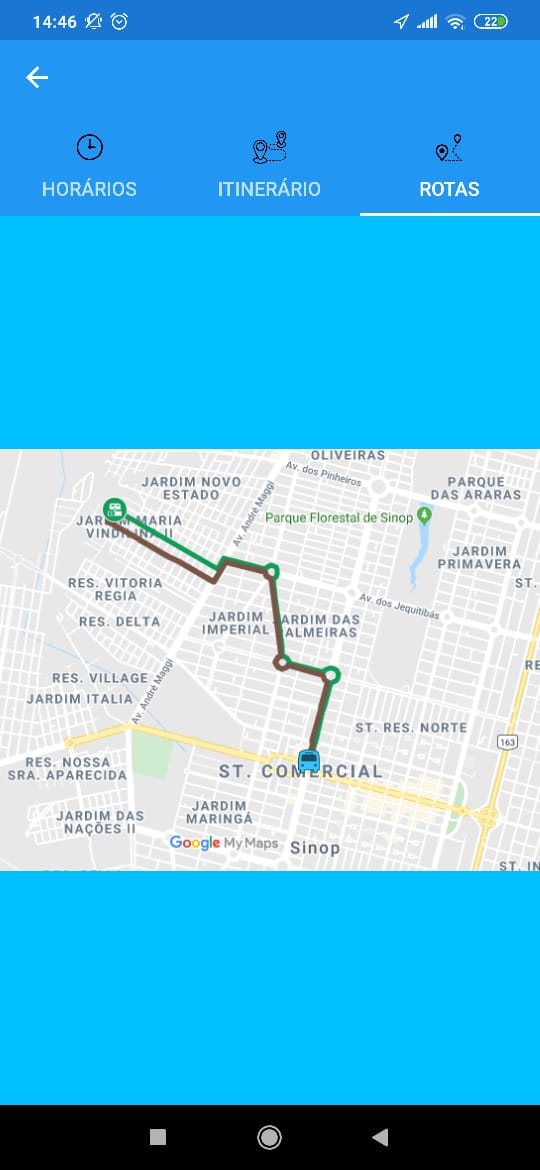 14:46
22
HORÁRIOS
ITINERÁRIO
ROTAS
OLIVEIRAS
Av. dos Pinheiros
JARDIM NOVO
ESTADO
PARQUE
DAS ARARAS
Av. André Maggi
Parque Florestal de Sinop
JARDIM MARIA
VINDILINA II
JARDIM
PRIMAVERA
RES. VITORIA
REGIA
ST.
Av. dos Jequitibás
RES. DELTA
JARDIM
IMPERIAL
JARDIM DAS
PALMEIRAS
RE
RES. VILLAGE
JARDIM ITALIA
Av. André Maggi
ST. RES. NORTE
163
RES. NOSSA
SRA. APARECIDA
ST. COMERCIAL
JARDIM DAS
NAÇÕES II
JARDIM
MARINGÁ
Google My Maps
Sinop
ST. IN